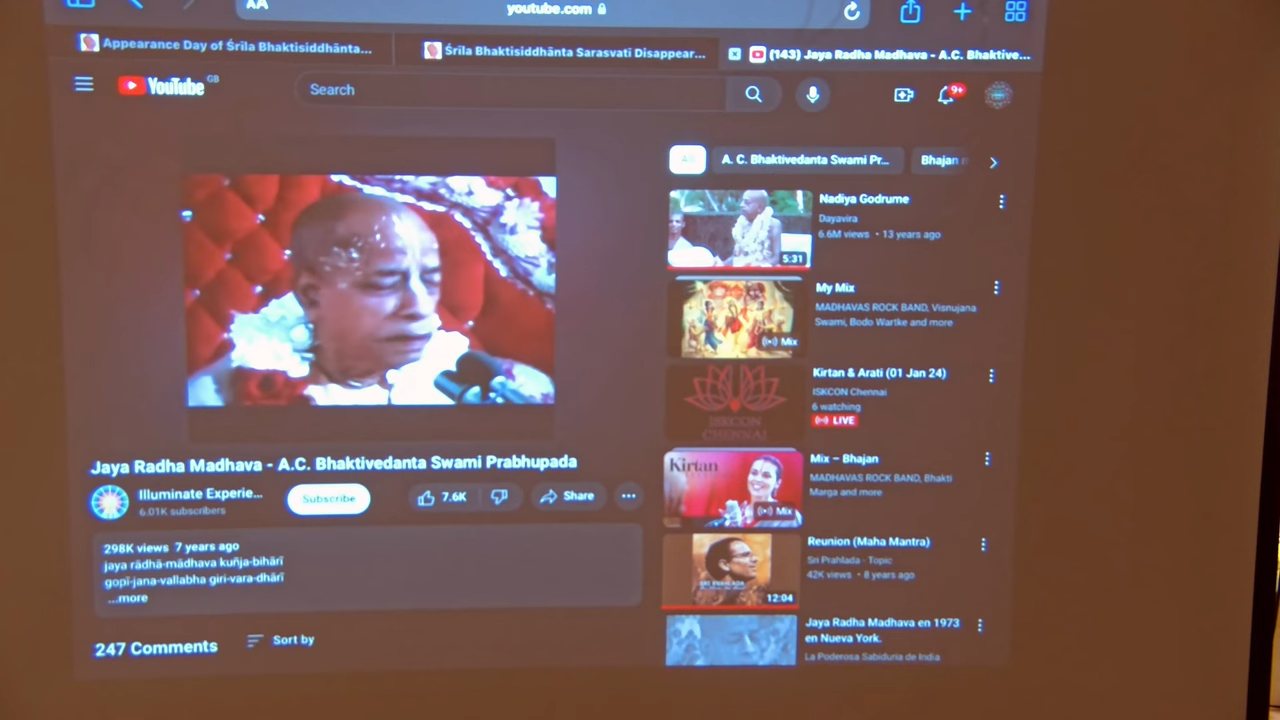 AA
youtube.com
Appearance Day of Śrīla Bhaktisiddhānta...
Śrīla Bhaktisiddhānta Sarasvati Disappear...
(143) Jaya Radha Madhava - A.C. Bhaktive...
YouTube GB
Search
9+
A. C. Bhaktivedanta Swami Pr...
Bhajan
Nadiya Godrume
Dayavira
6.6M views • 13 years ago
5:31
My Mix
MADHAVAS ROCK BAND, Visnujana
Swami, Bodo Wartke and more
Mix
Kirtan & Arati (01 Jan 24)
ISKCON Chennai
6 watching
LIVE
ISKCON
CHENNAI
Mix – Bhajan
MADHAVAS ROCK BAND, Bhakti
Marga and more
Kirtan
Mix
Reunion (Maha Mantra)
Sri Prahlada - Topic
42K views • 8 years ago
SRI PRAHLADA
12:04
Jaya Radha Madhava en 1973
en Nueva York.
La Poderosa Sabiduria de India
Jaya Radha Madhava - A.C. Bhaktivedanta Swami Prabhupada
Illuminate Experie...
6.01K subscribers
Subscribe
7.6K
Share
298K views 7 years ago
jaya rādhā-mādhava kuñja-bihārī
gopī-jana-vallabha giri-vara-dhārī
...more
247 Comments
Sort by